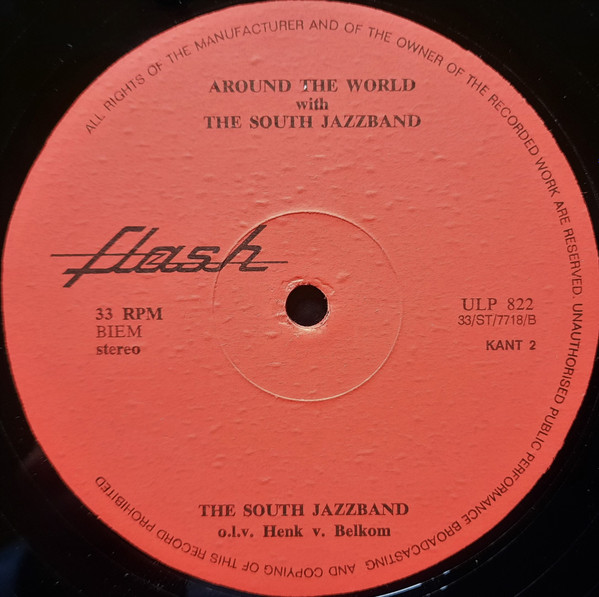 ALL RIGHTS OF THE MANUFACTURER AND OF THE OWNER OF THE RECORDED WORK ARE RESERVED. UNAUTHORISED PUBLIC PERFORMANCE BROADCASTING AND COPYING OF THIS RECORD PROHIBITED
AROUND THE WORLD
with
THE SOUTH JAZZBAND
flash
33 RPM
BIEM
stereo
ULP 822
33/ST/7718/B
KANT 2
THE SOUTH JAZZBAND
o.l.v. Henk v. Belkom